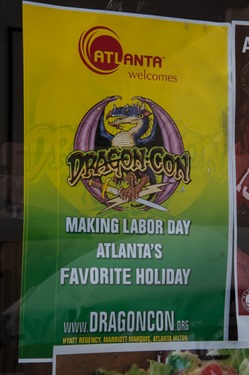 ATLANTA
welcomes
DRAGON-CON
MAKING LABOR DAY
ATLANTA'S
FAVORITE HOLIDAY
WWW.DRAGONCON.ORG
HYATT REGENCY, MARRIOTT MARQUIS, ATLANTA HILTON